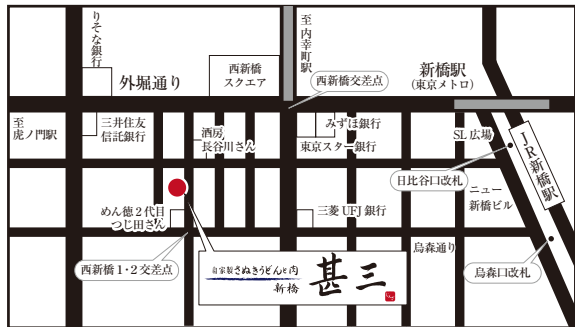 りそな銀行
外堀通り
西新橋
スクエア
至内幸町駅
西新橋交差点
新橋駅
(東京メトロ)
至
虎ノ門駅
三井住友
信託銀行
酒房
長谷川さん
みずほ銀行
東京スター銀行
SL広場
JR新橋駅
日比谷口改札
ニュー
新橋ビル
めん徳2代目
つじ田さん
三菱UFJ銀行
烏森通り
西新橋1・2交差点
自家製さぬきうどんと肉
新橋
甚三
烏森口改札